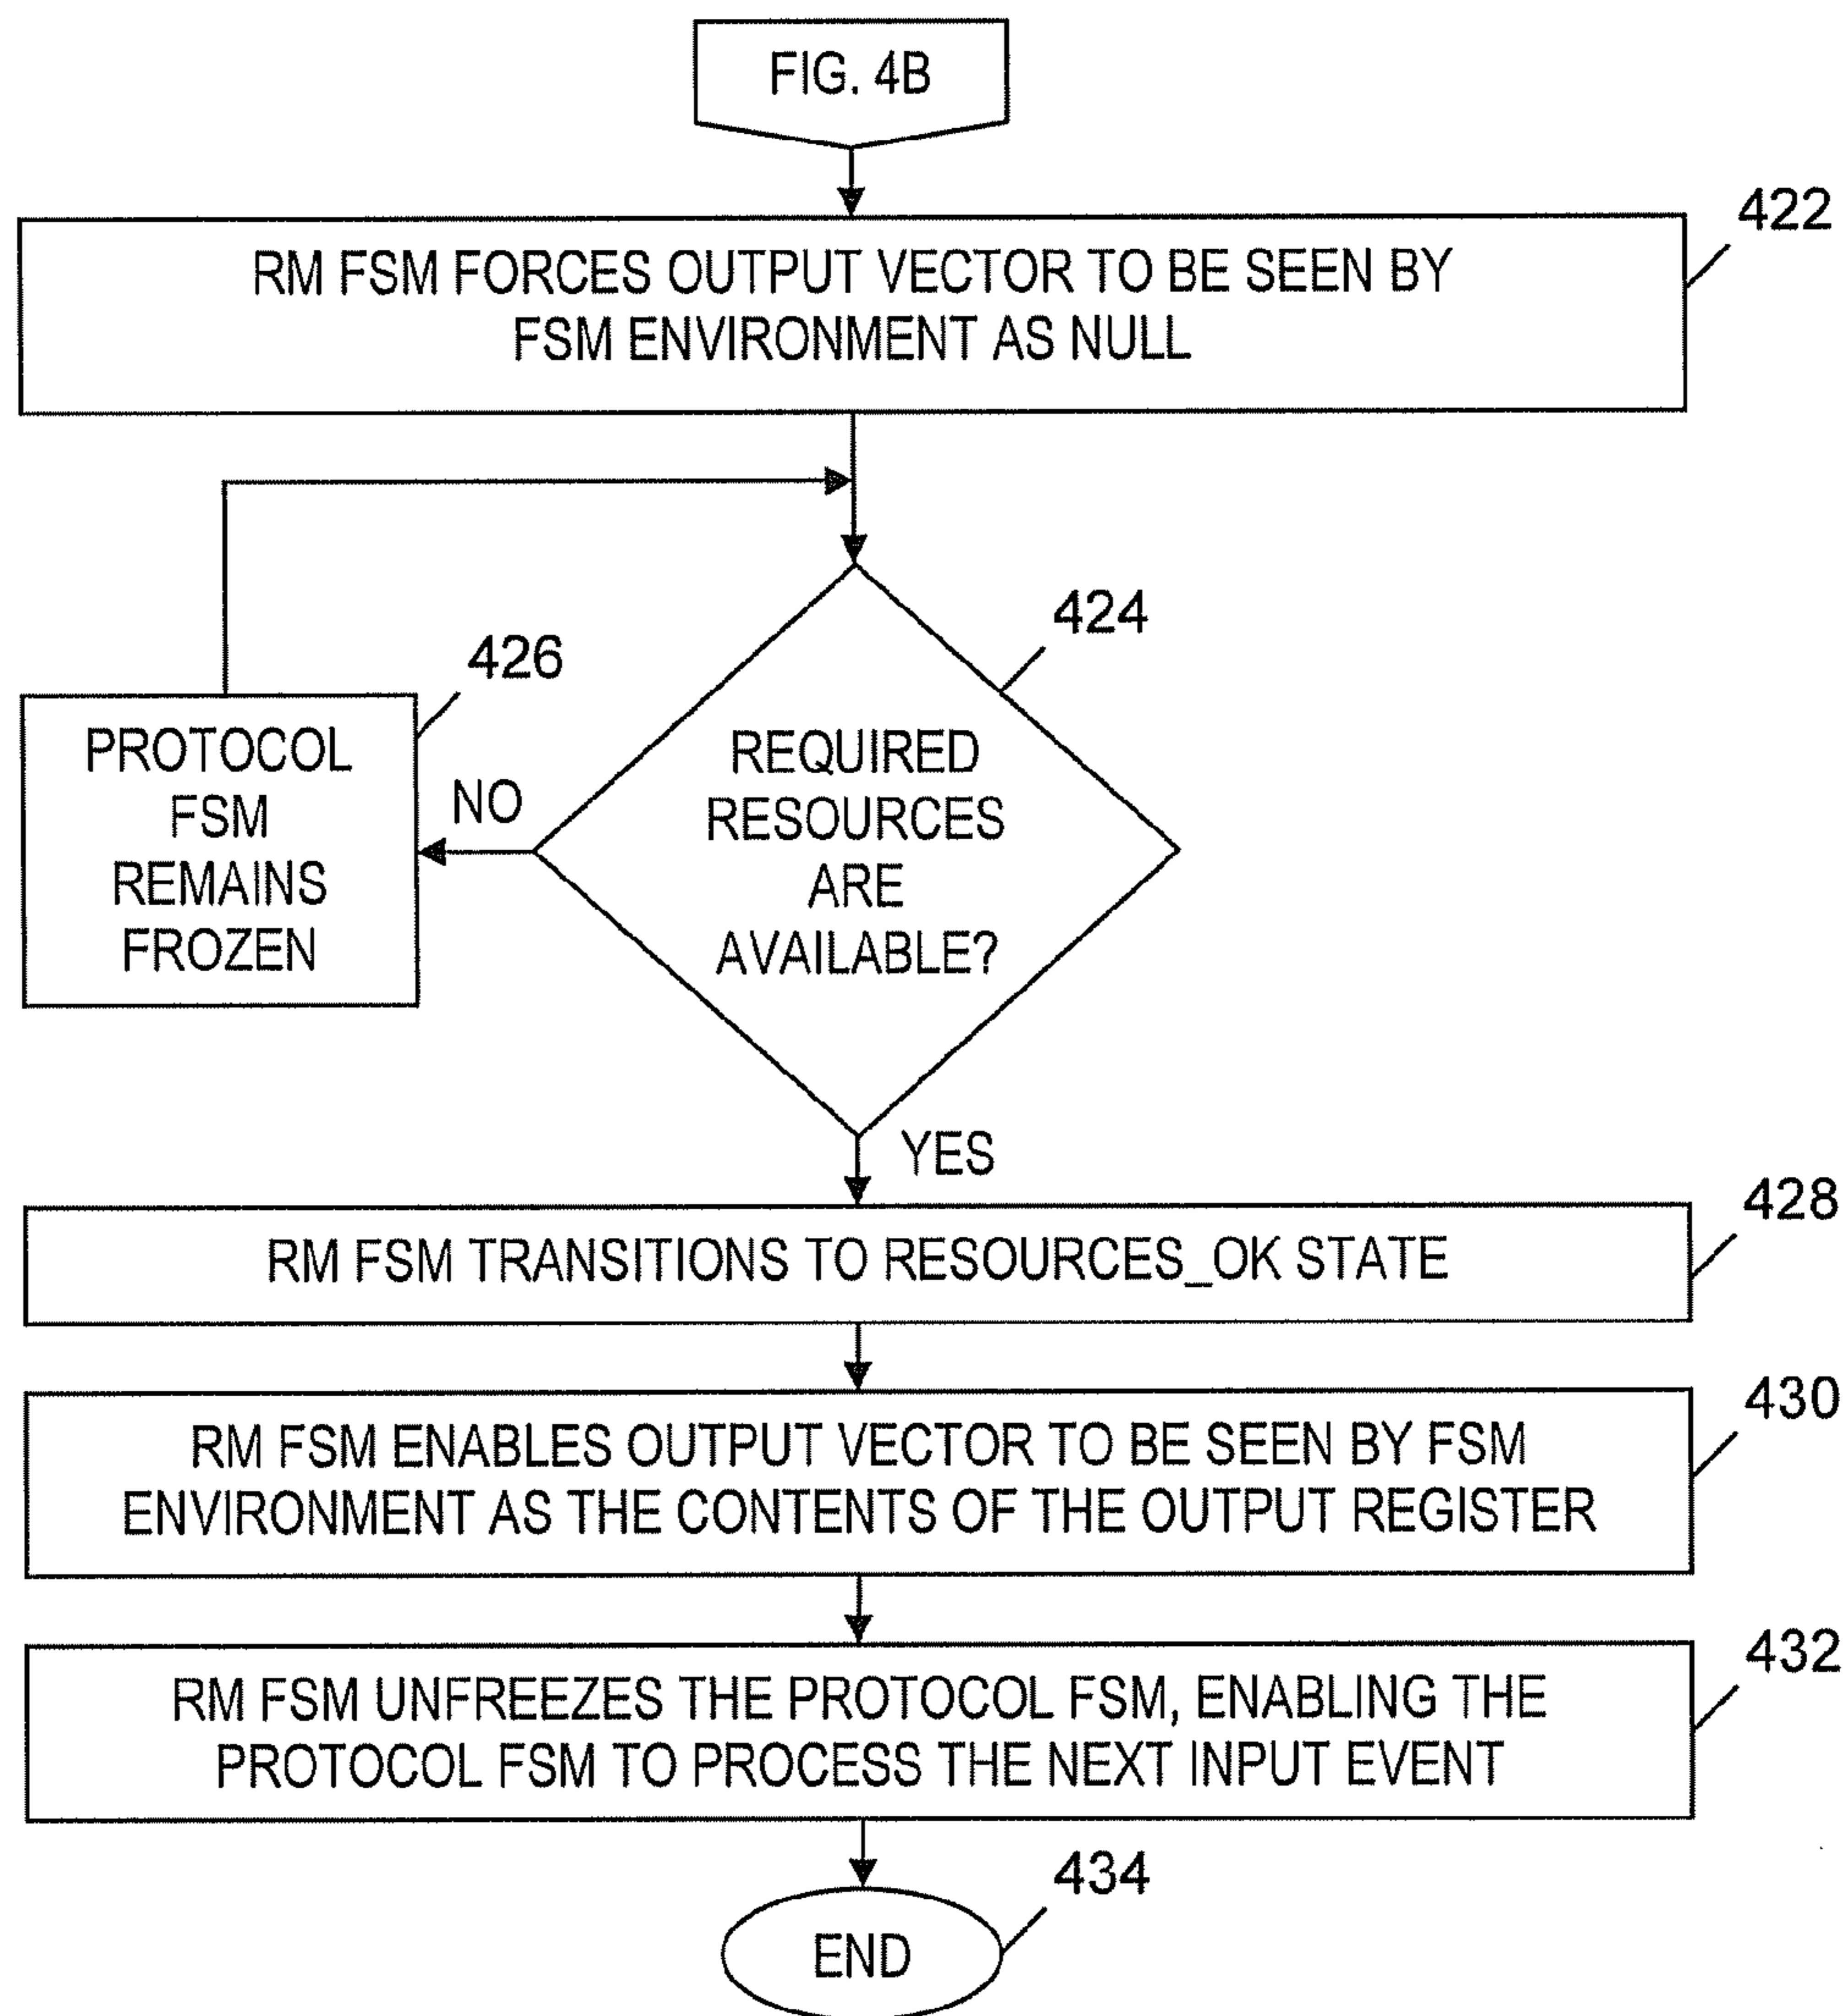 FIG. 4B
422
RM FSM FORCES OUTPUT VECTOR TO BE SEEN BY
FSM ENVIRONMENT AS NULL
424
REQUIRED
RESOURCES
ARE
AVAILABLE?
426
PROTOCOL
FSM
REMAINS
FROZEN
NO
YES
428
RM FSM TRANSITIONS TO RESOURCES_OK STATE
430
RM FSM ENABLES OUTPUT VECTOR TO BE SEEN BY FSM
ENVIRONMENT AS THE CONTENTS OF THE OUTPUT REGISTER
432
RM FSM UNFREEZES THE PROTOCOL FSM, ENABLING THE
PROTOCOL FSM TO PROCESS THE NEXT INPUT EVENT
434
END